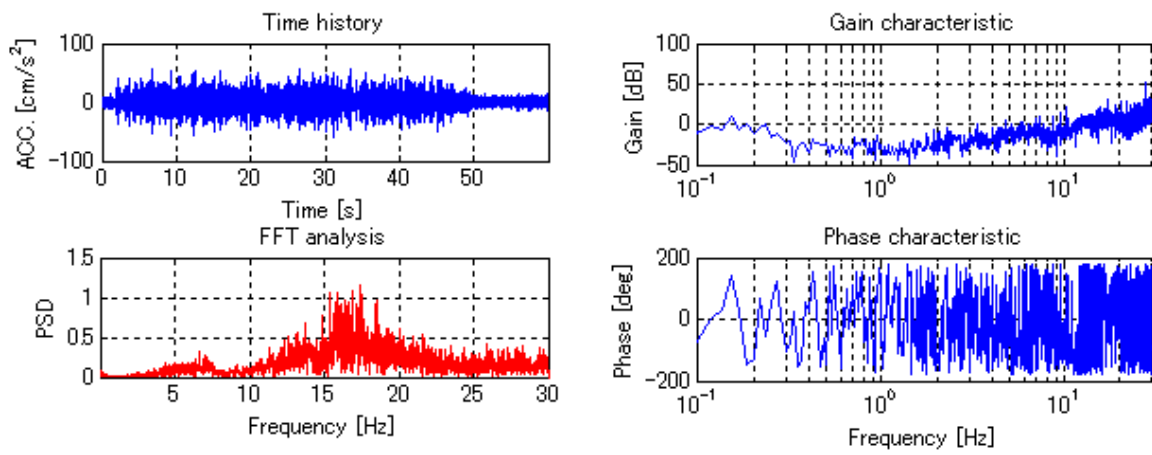 Time history
ACC. [cm/s²]
100
0
−100
0 10 20 30 40 50
Time [s]
Gain characteristic
Gain [dB]
100
50
0
−50
10⁻¹ 10⁰ 10¹
FFT analysis
PSD
1.5
1
0.5
0
5 10 15 20 25 30
Frequency [Hz]
Phase characteristic
Phase [deg.]
200
0
−200
10⁻¹ 10⁰ 10¹
Frequency [Hz]